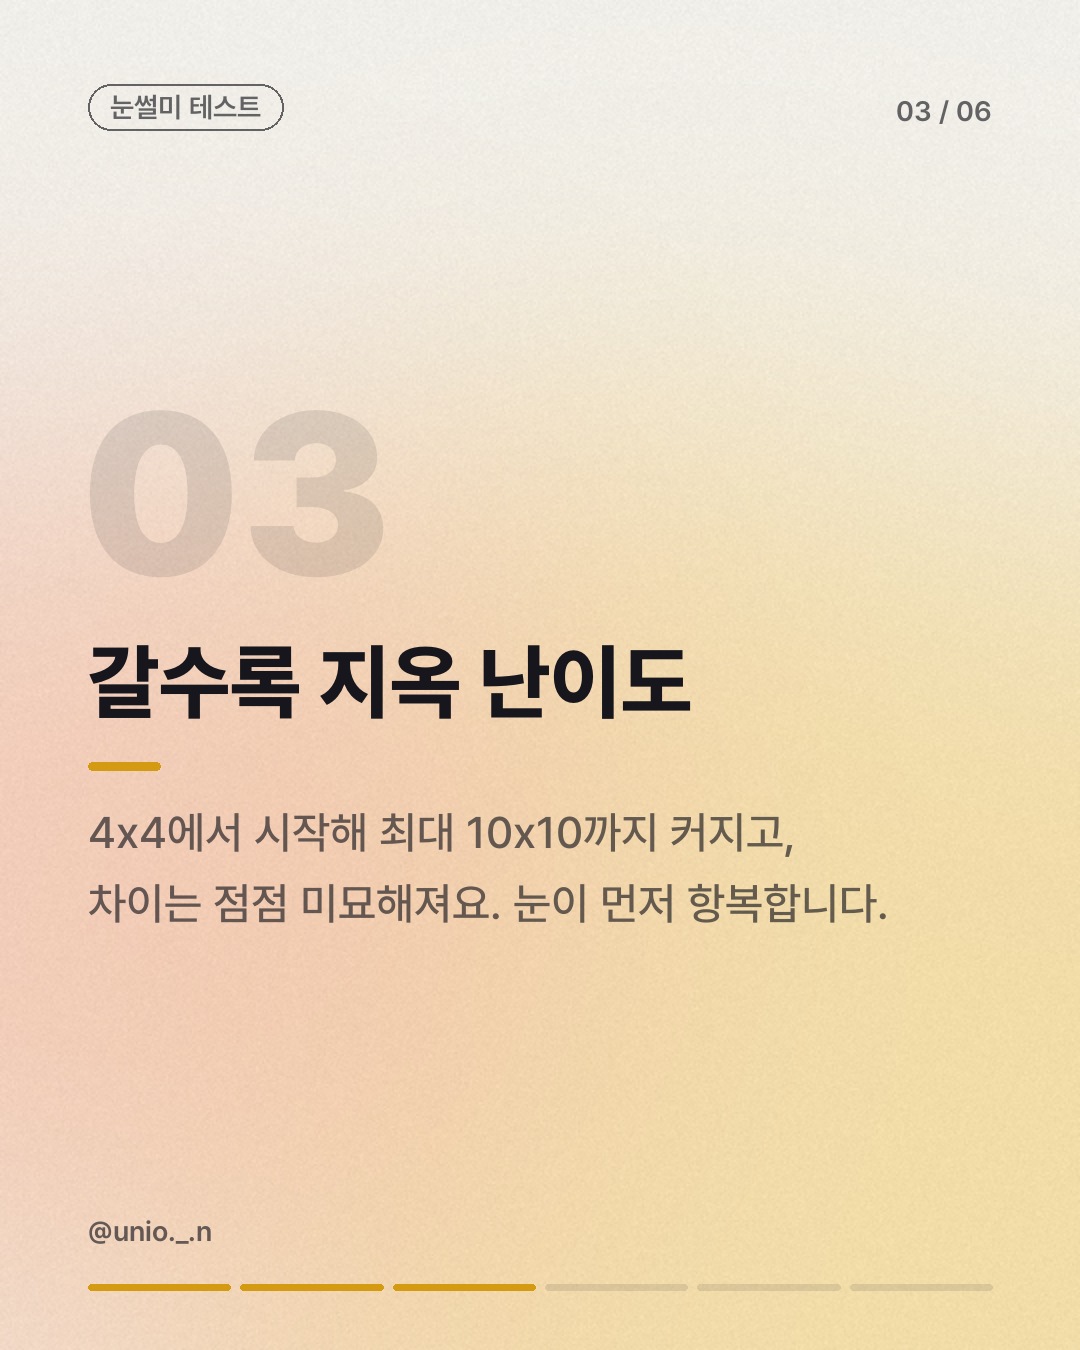 눈썰미 테스트
03 / 06
03
갈수록 지옥 난이도
4x4에서 시작해 최대 10x10까지 커지고,
차이는 점점 미묘해져요. 눈이 먼저 항복합니다.
@unio._.n